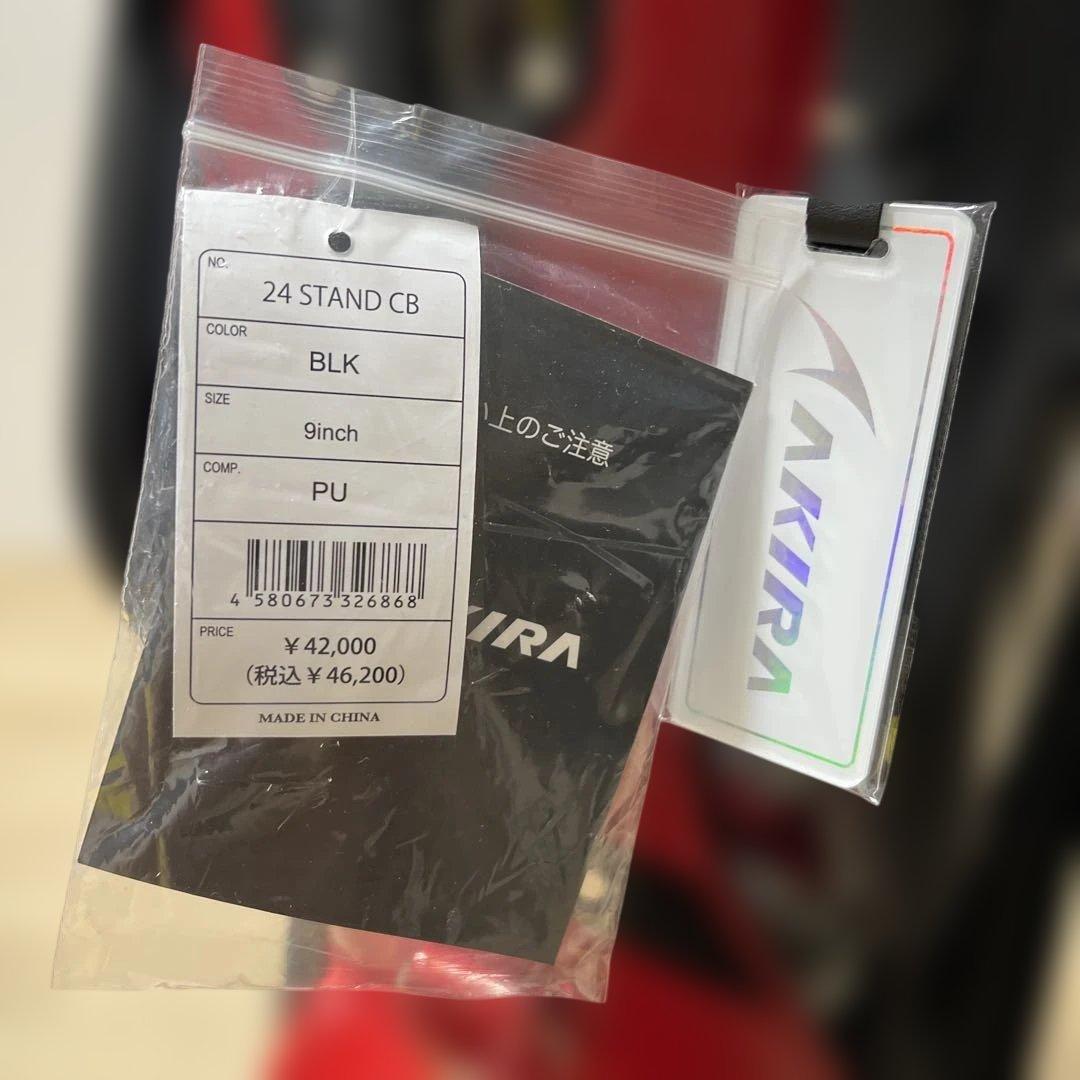 NO.
24 STAND CB
COLOR
BLK
SIZE
9inch
COMP.
PU
4 580673 326868
PRICE
￥42,000
(税込￥46,200)
MADE IN CHINA
上のご注意
KIRA
AKIRA